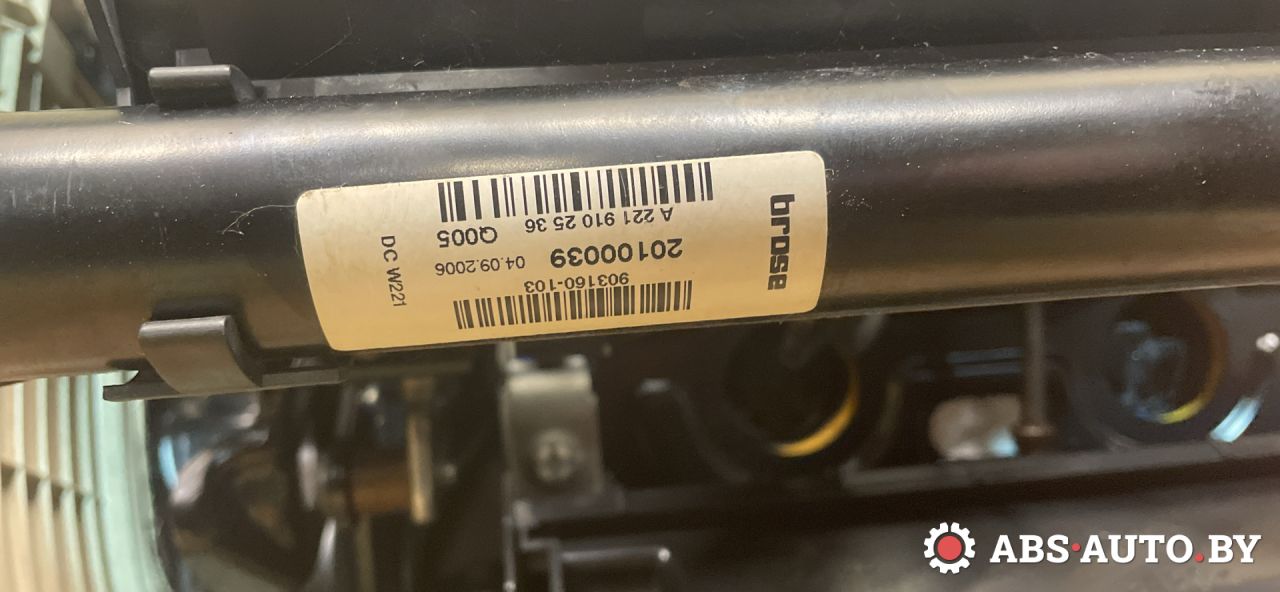 brose
A 221 910 25 36
Q005
20100039
04.09.2006
903160-103
DC W221
ABS·AUTO.BY